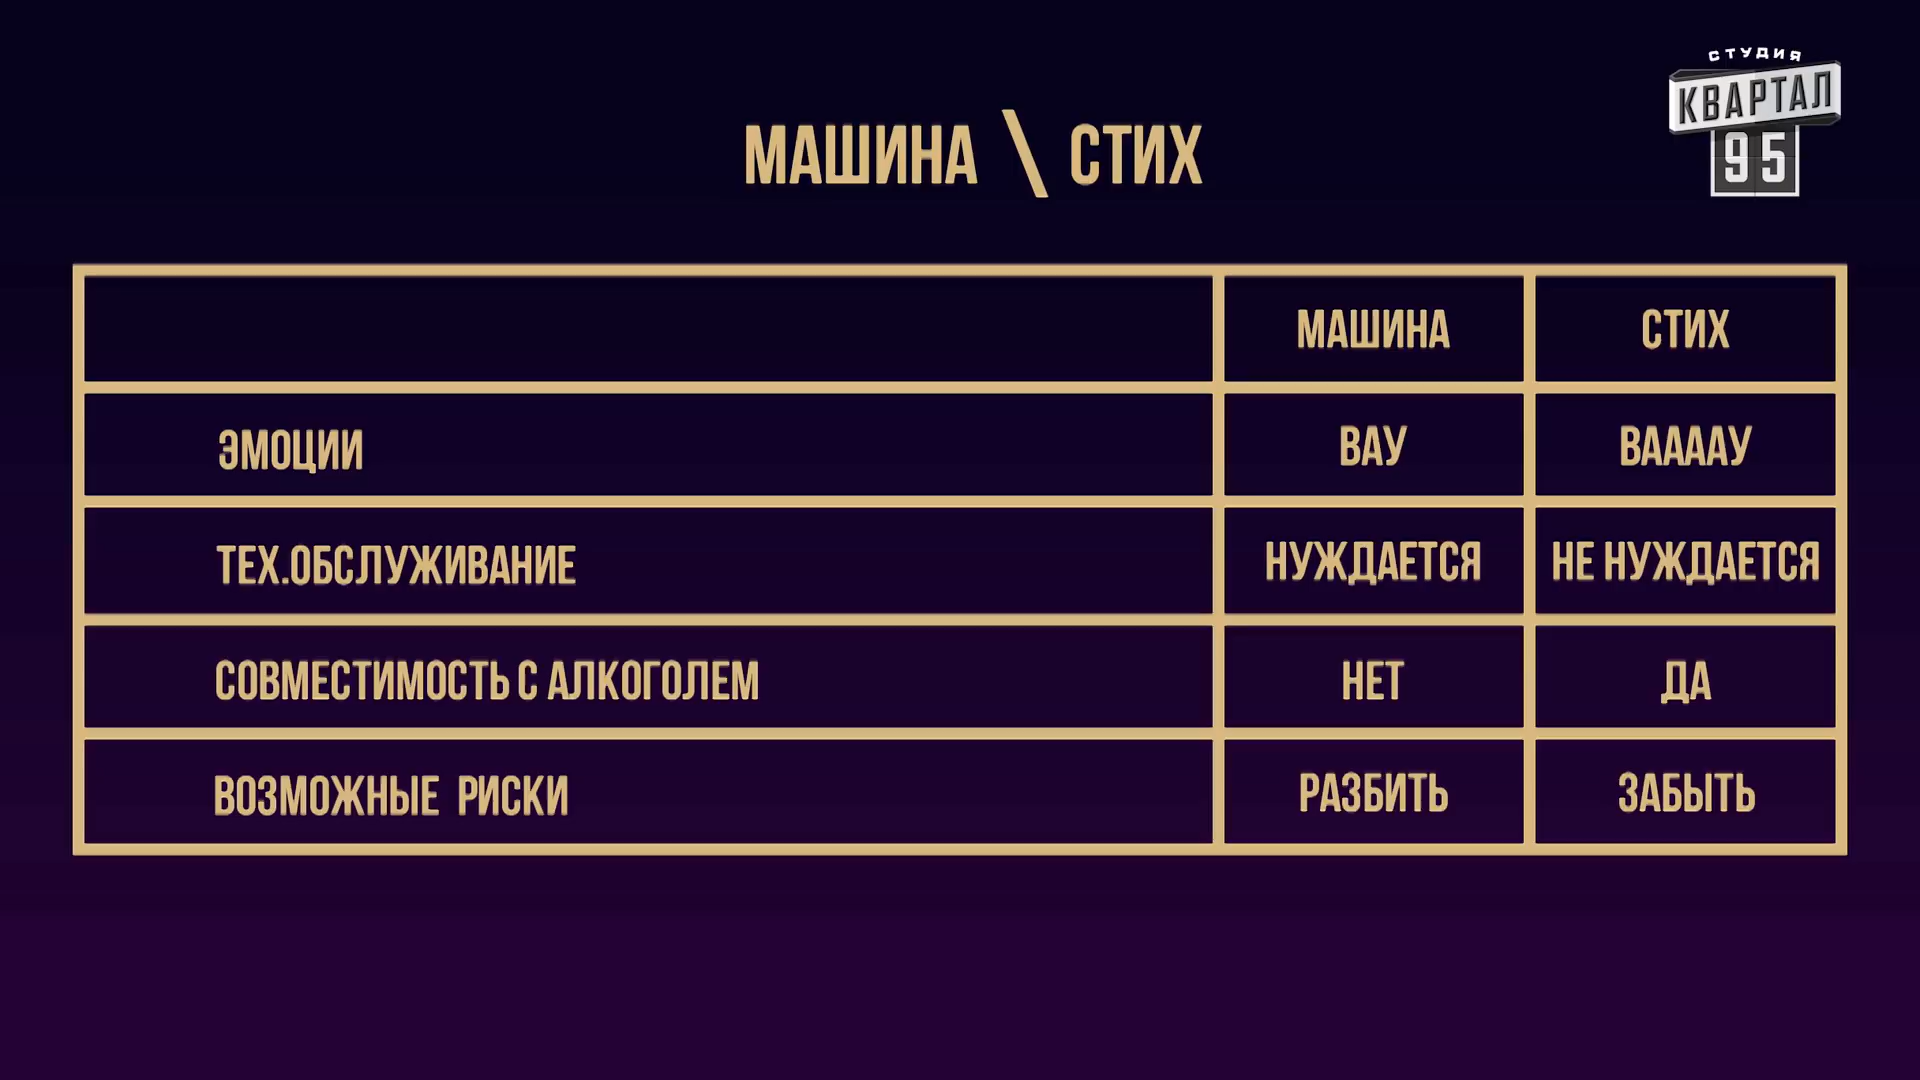 СТУДИЯ
КВАРТАЛ
95
МАШИНА \ СТИХ
МАШИНА СТИХ
ЭМОЦИИ ВАУ ВАААAУ
ТЕХ.ОБСЛУЖИВАНИЕ НУЖДАЕТСЯ НЕ НУЖДАЕТСЯ
СОВМЕСТИМОСТЬ С АЛКОГОЛЕМ НЕТ ДА
ВОЗМОЖНЫЕ РИСКИ РАЗБИТЬ ЗАБЫТЬ